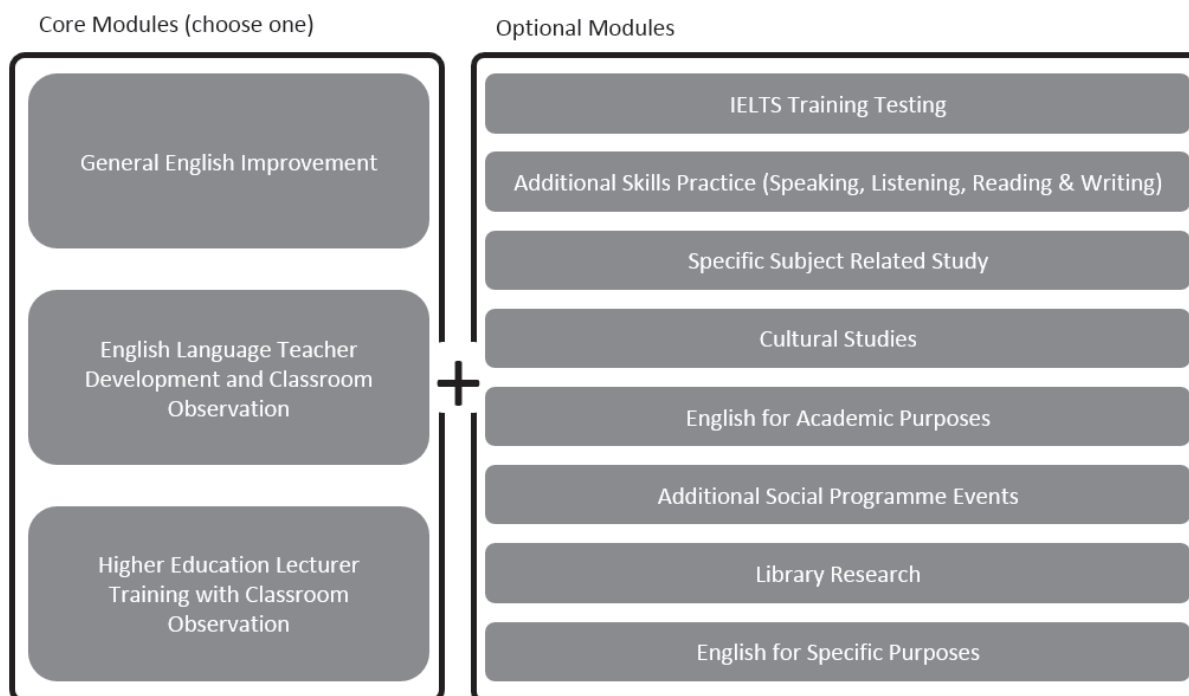 Core Modules (choose one)
General English Improvement
English Language Teacher
Development and Classroom
Observation
Higher Education Lecturer
Training with Classroom
Observation
+
Optional Modules
IELTS Training Testing
Additional Skills Practice (Speaking, Listening, Reading & Writing)
Specific Subject Related Study
Cultural Studies
English for Academic Purposes
Additional Social Programme Events
Library Research
English for Specific Purposes